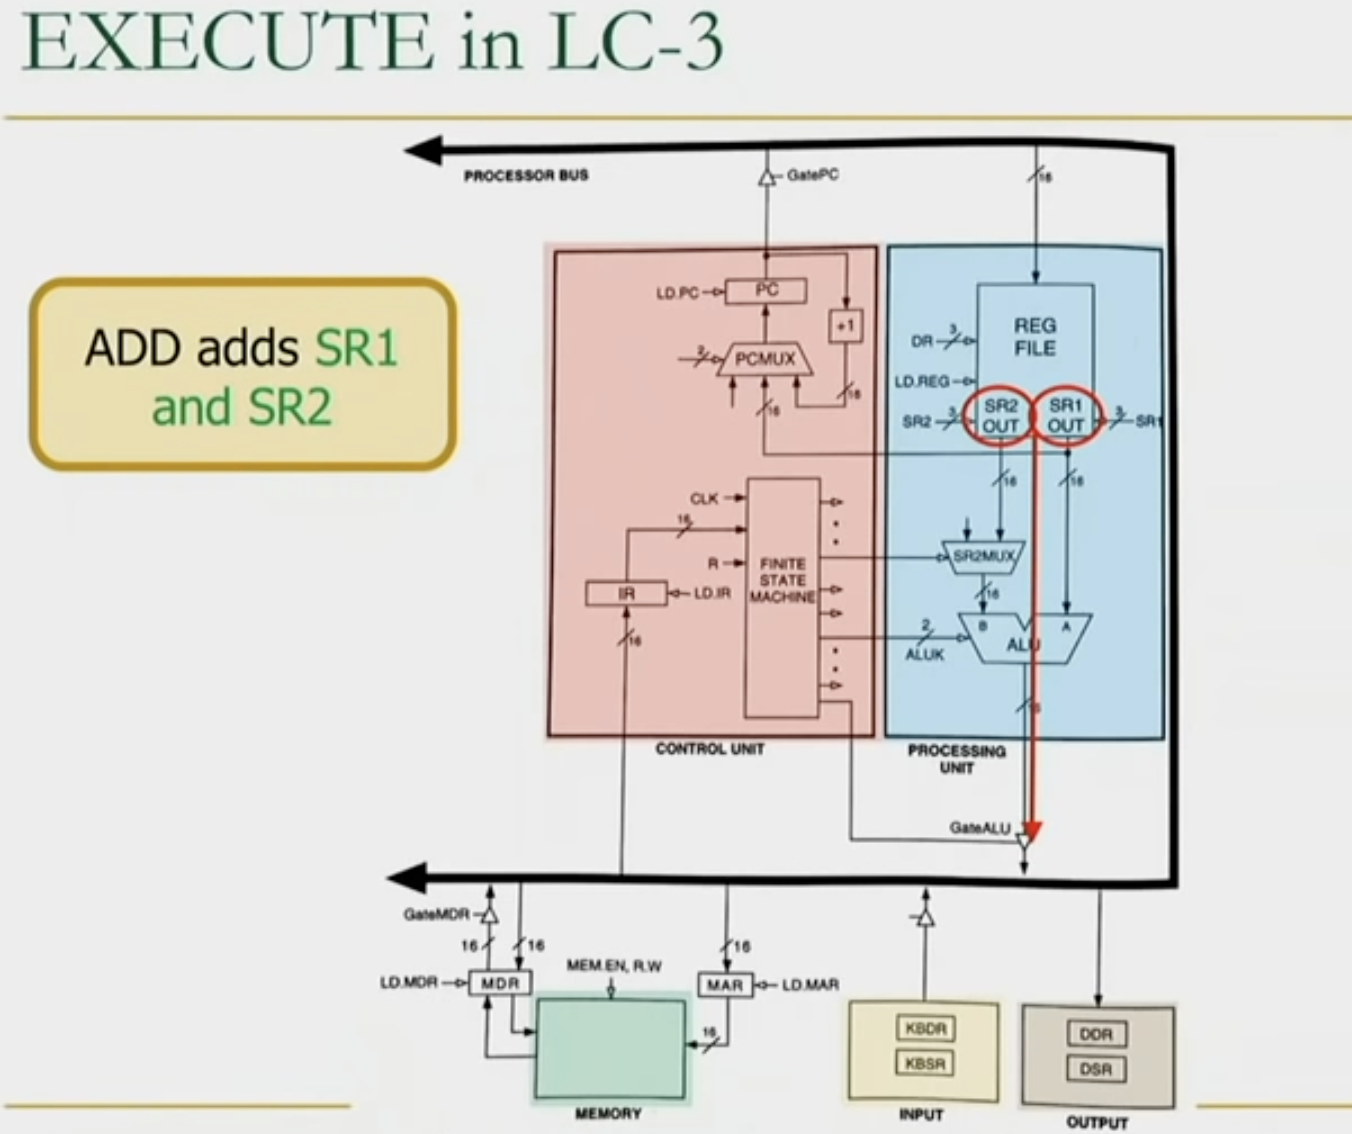 EXECUTE in LC-3
PROCESSOR BUS
GatePC
16
ADD adds SR1
and SR2
LD.PC
PC
+1
2
PCMUX
16
16
REG
FILE
DR
3
LD.REG
SR2
3
SR2
OUT
SR1
OUT
3
SR1
16
16
CLK
16
R
FINITE
STATE
MACHINE
IR
LD.IR
16
SR2MUX
16
B
A
ALU
2
ALUK
16
CONTROL UNIT
PROCESSING
UNIT
GateALU
GateMDR
16
16
16
MEM.EN, R.W
LD.MDR
MDR
MAR
LD.MAR
16
KBDR
KBSR
DDR
DSR
MEMORY
INPUT
OUTPUT